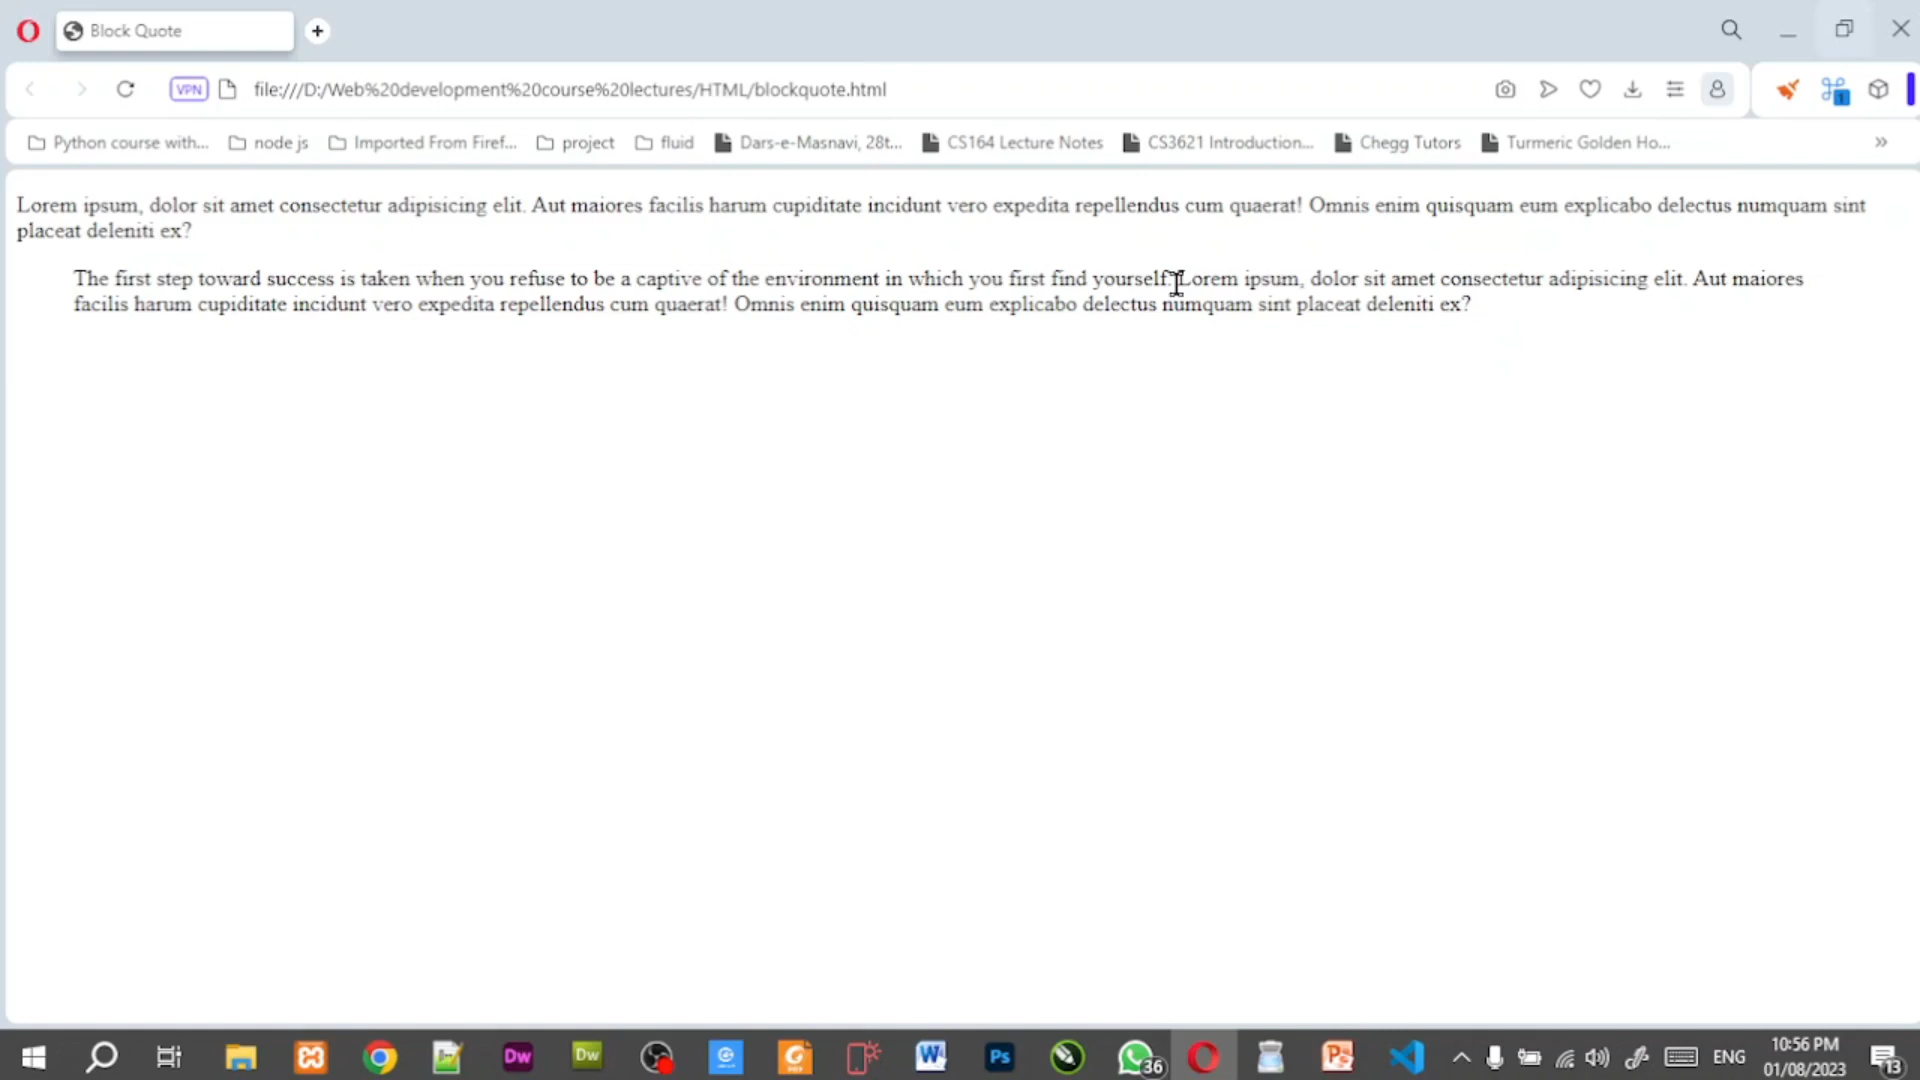 Block Quote
VPN
file:///D:/Web%20development%20course%20lectures/HTML/blockquote.html
1
Python course with...
node js
Imported From Firef...
project
fluid
Dars-e-Masnavi, 28t...
CS164 Lecture Notes
CS3621 Introduction...
Chegg Tutors
Turmeric Golden Ho...
Lorem ipsum, dolor sit amet consectetur adipisicing elit. Aut maiores facilis harum cupiditate incidunt vero expedita repellendus cum quaerat! Omnis enim quisquam eum explicabo delectus numquam sint
placeat deleniti ex?
The first step toward success is taken when you refuse to be a captive of the environment in which you first find yourself. Lorem ipsum, dolor sit amet consectetur adipisicing elit. Aut maiores
facilis harum cupiditate incidunt vero expedita repellendus cum quaerat! Omnis enim quisquam eum explicabo delectus numquam sint placeat deleniti ex?
Dw
Dw
W
Ps
36
ENG
10:56 PM
01/08/2023
13